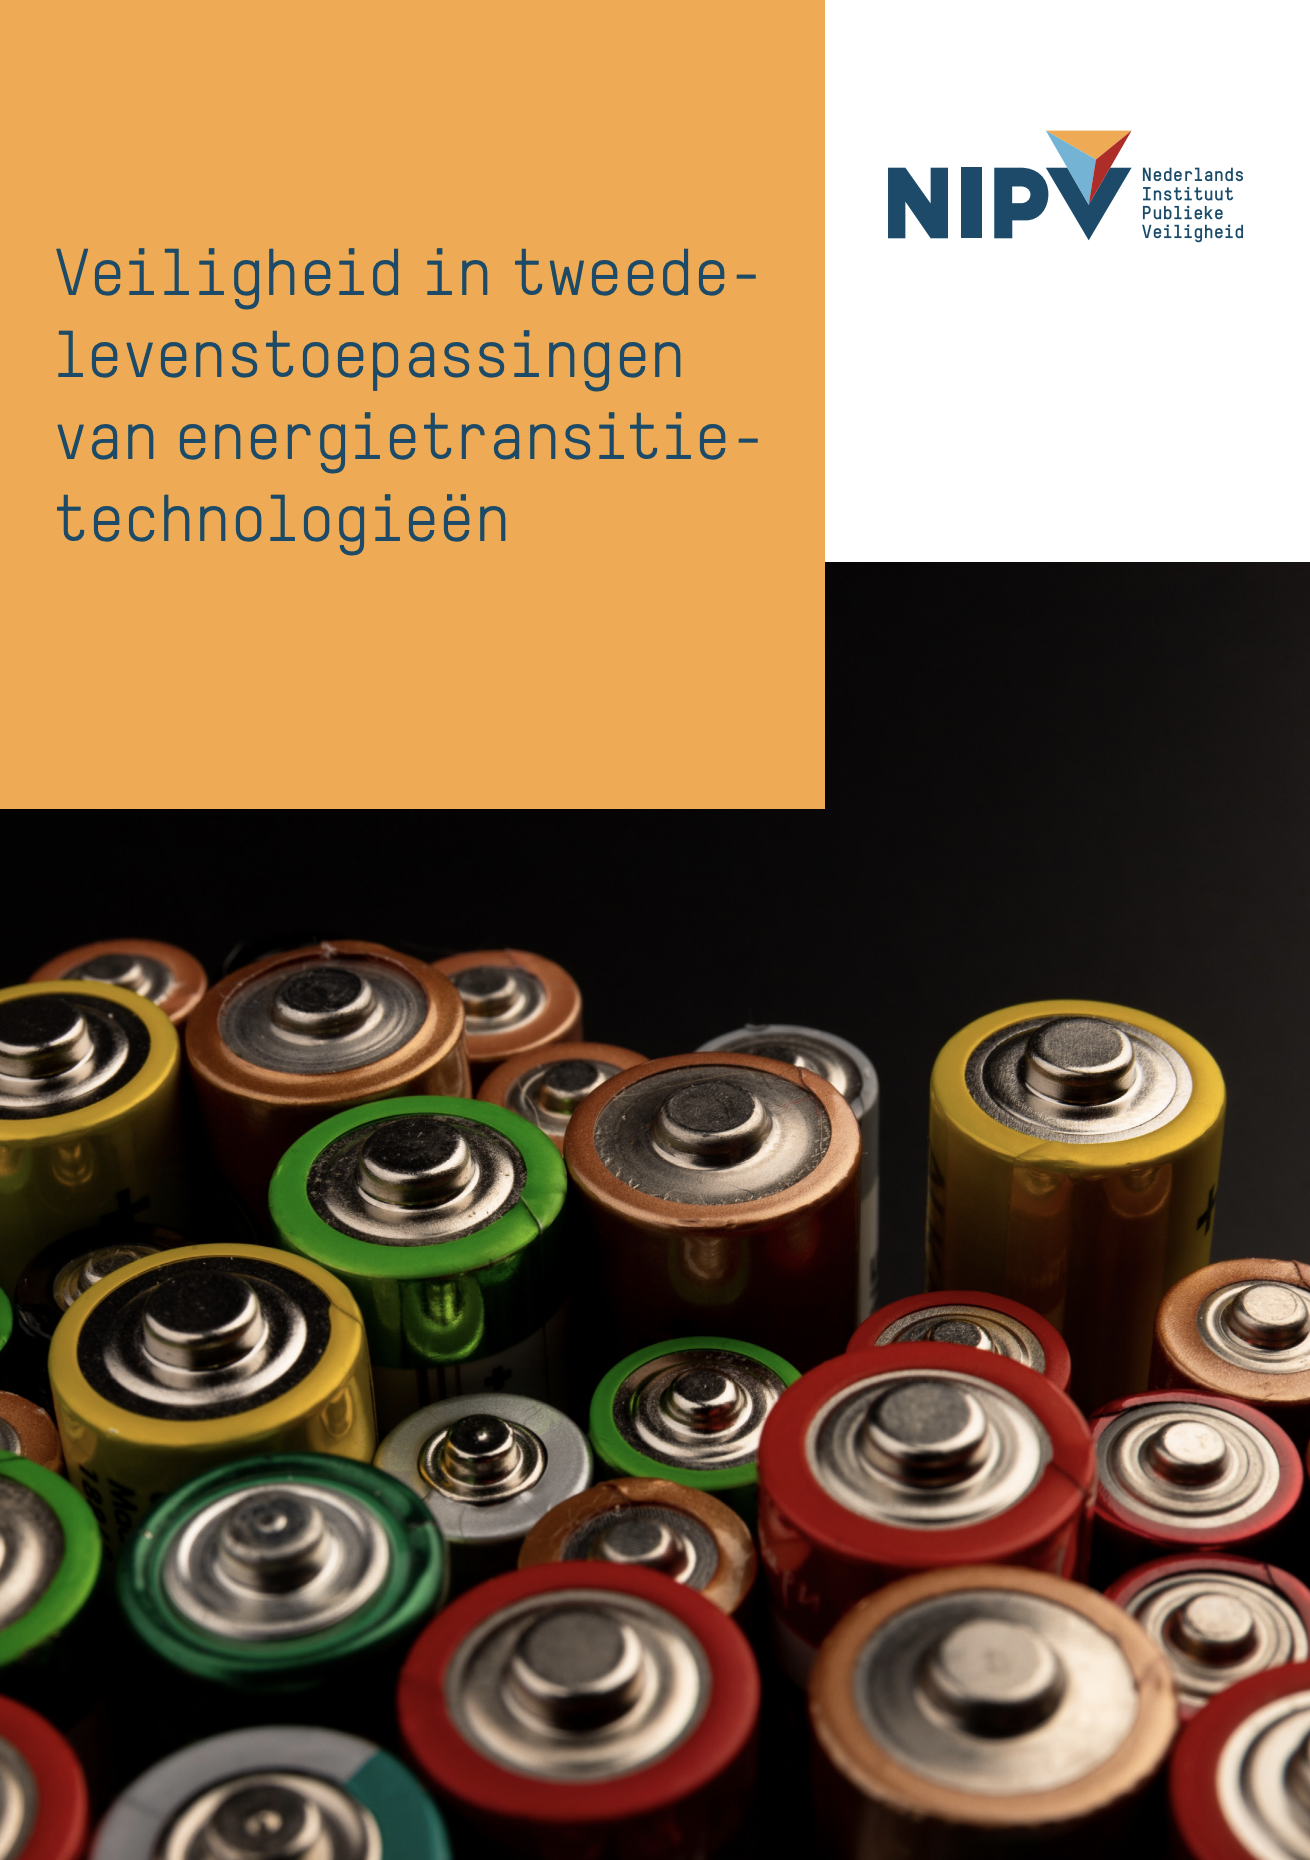 Veiligheid in tweede-
levenstoepassingen
van energietransitie-
technologieën
NIPV
Nederlands
Instituut
Publieke
Veiligheid